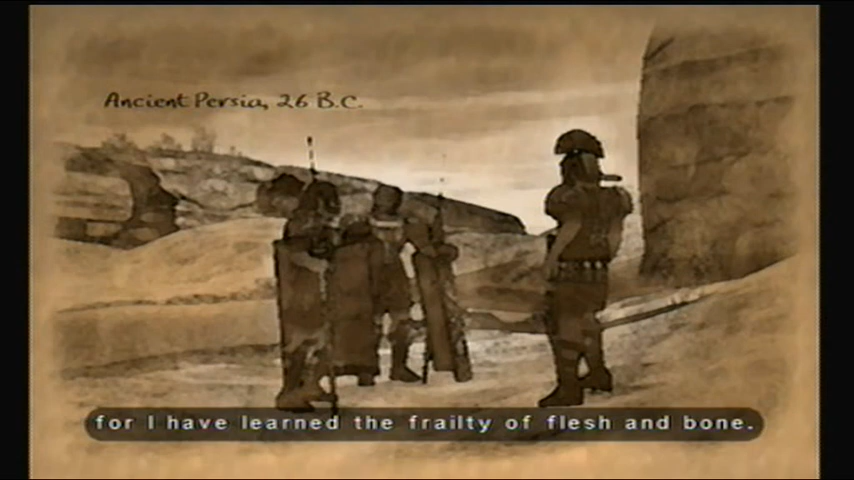 Ancient Persia, 26 B.C.
for I have learned the frailty of flesh and bone.